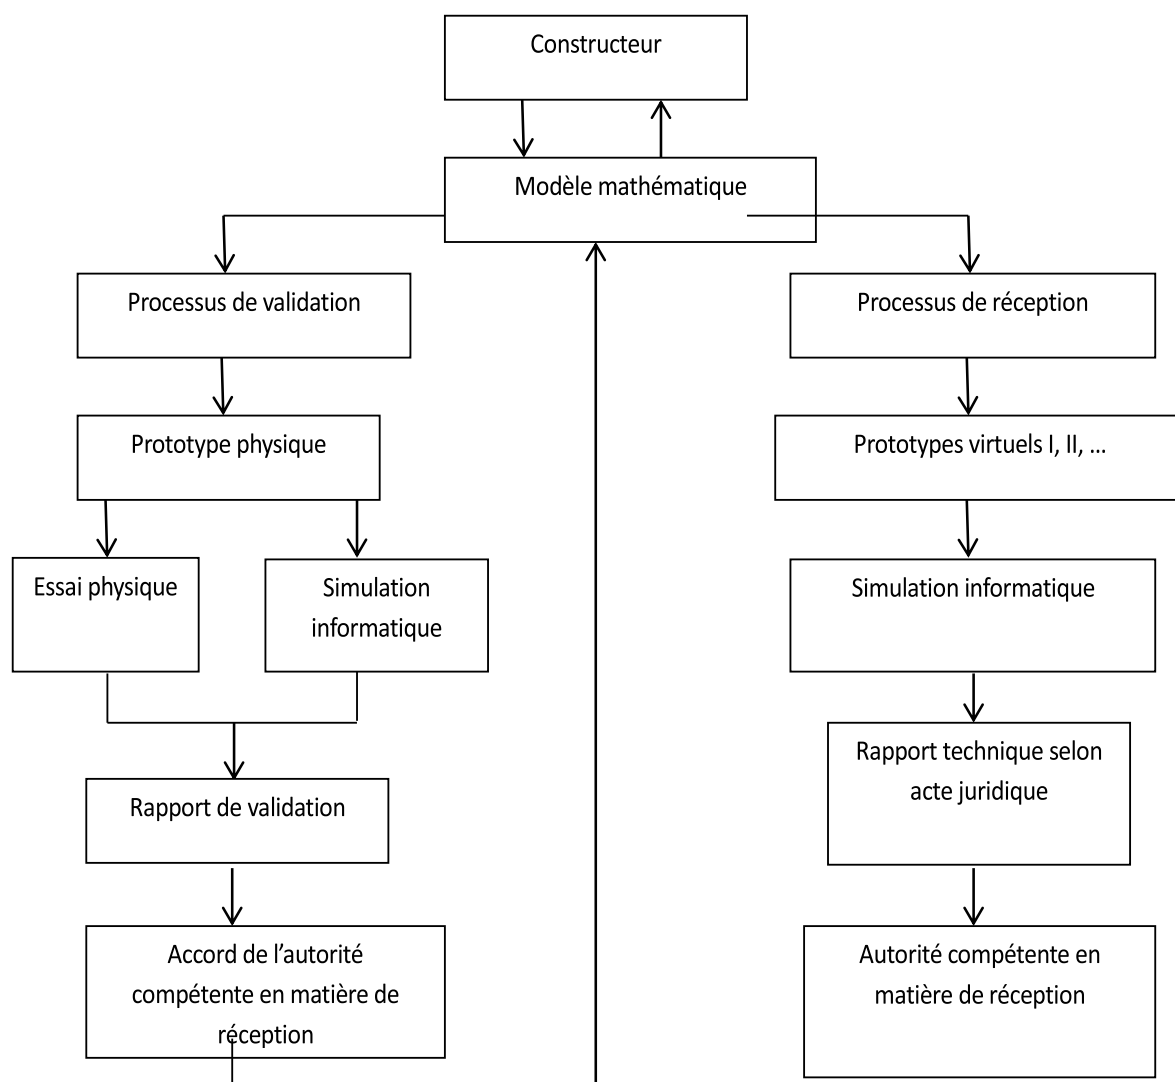 Constructeur
Modèle mathématique
Processus de validation
Processus de réception
Prototype physique
Prototypes virtuels I, II, ...
Essai physique
Simulation
informatique
Simulation informatique
Rapport technique selon
acte juridique
Rapport de validation
Accord de l'autorité
compétente en matière de
réception
Autorité compétente en
matière de réception